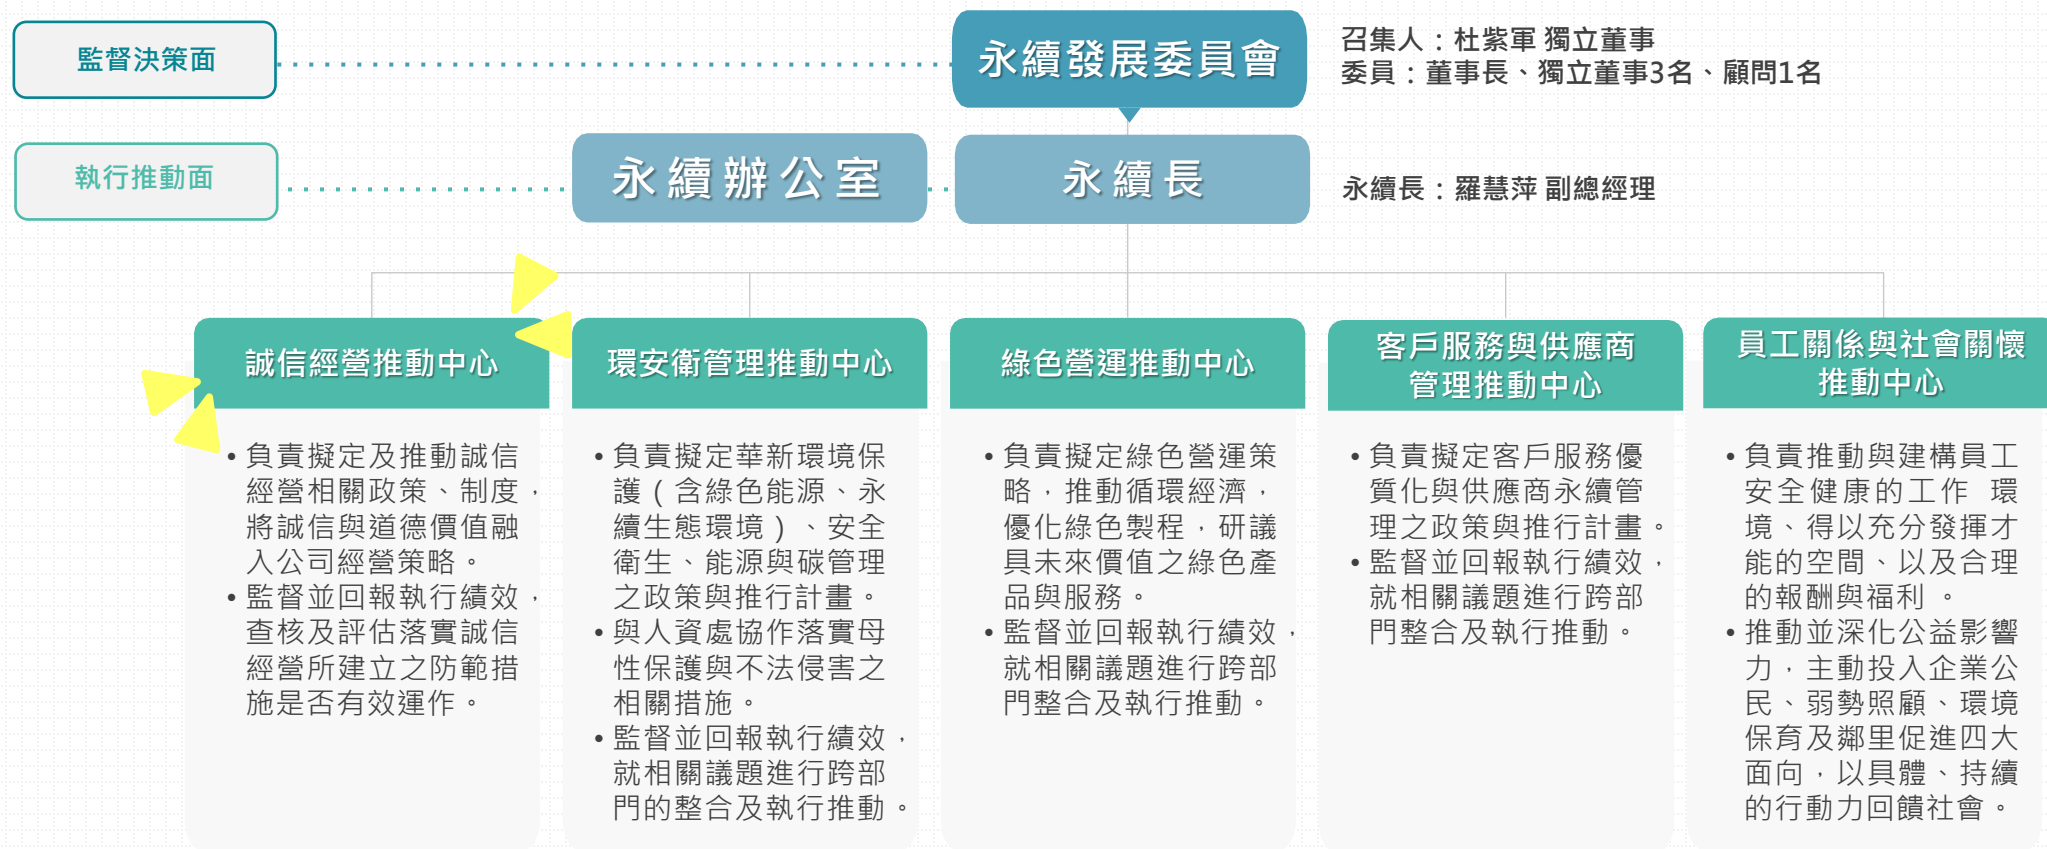 監督決策面
永續發展委員會
召集人：杜紫軍 獨立董事
委員：董事長、獨立董事3名、顧問1名
執行推動面
永續辦公室
永續長
永續長：羅慧萍 副總經理
誠信經營推動中心
• 負責擬定及推動誠信
經營相關政策、制度，
將誠信與道德價值融
入公司經營策略。
• 監督並回報執行績效，
查核及評估落實誠信
經營所建立之防範措
施是否有效運作。
環安衛管理推動中心
• 負責擬定華新環境保
護（含綠色能源、永
續生態環境）、安全
衛生、能源與碳管理
之政策與推行計畫。
• 與人資處協作落實母
性保護與不法侵害之
相關措施。
• 監督並回報執行績效，
就相關議題進行跨部
門的整合及執行推動。
綠色營運推動中心
• 負責擬定綠色營運策
略，推動循環經濟，
優化綠色製程，研議
具未來價值之綠色產
品與服務。
• 監督並回報執行績效，
就相關議題進行跨部
門整合及執行推動。
客戶服務與供應商
管理推動中心
• 負責擬定客戶服務優
質化與供應商永續管
理之政策與推行計畫。
• 監督並回報執行績效，
就相關議題進行跨部
門整合及執行推動。
員工關係與社會關懷
推動中心
• 負責推動與建構員工
安全健康的工作 環
境、得以充分發揮才
能的空間、以及合理
的報酬與福利 。
• 推動並深化公益影響
力，主動投入企業公
民、弱勢照顧、環境
保育及鄰里促進四大
面向，以具體、持續
的行動力回饋社會。